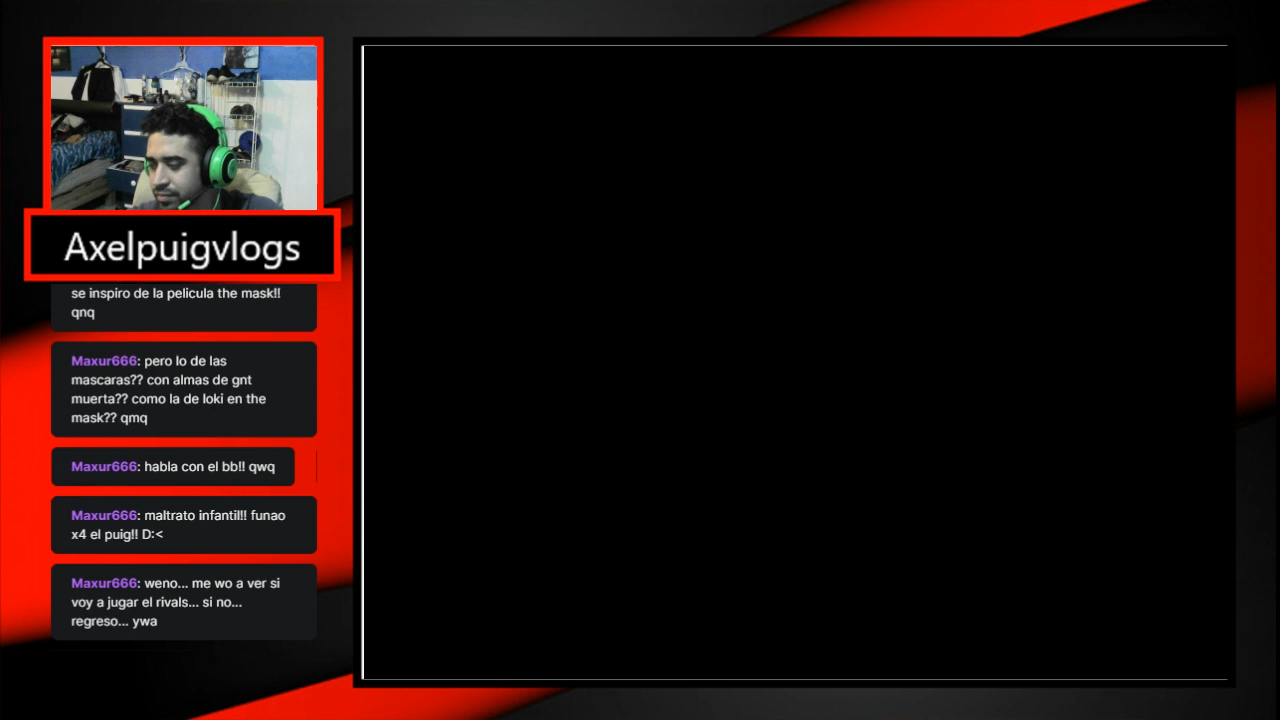 Axelpuigvlogs
se inspiro de la pelicula the mask!!
qnq
Maxur666: pero lo de las
mascaras?? con almas de gnt
muerta?? como la de loki en the
mask?? qmq
Maxur666: habla con el bb!! qwq
Maxur666: maltrato infantil!! funao
x4 el puig!! D:<
Maxur666: weno... me wo a ver si
voy a jugar el rivals... si no...
regreso... ywa